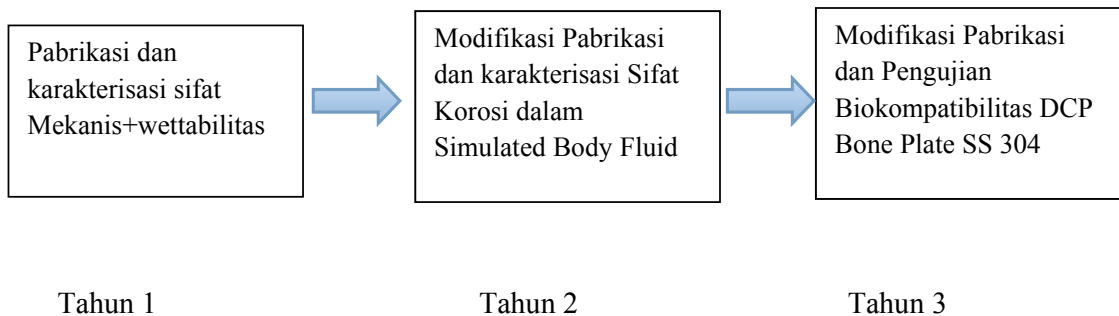 Pabrikasi dan
karakterisasi sifat
Mekanis+wettabilitas
Modifikasi Pabrikasi
dan karakterisasi Sifat
Korosi dalam
Simulated Body Fluid
Modifikasi Pabrikasi
dan Pengujian
Biokompatibilitas DCP
Bone Plate SS 304
Tahun 1
Tahun 2
Tahun 3